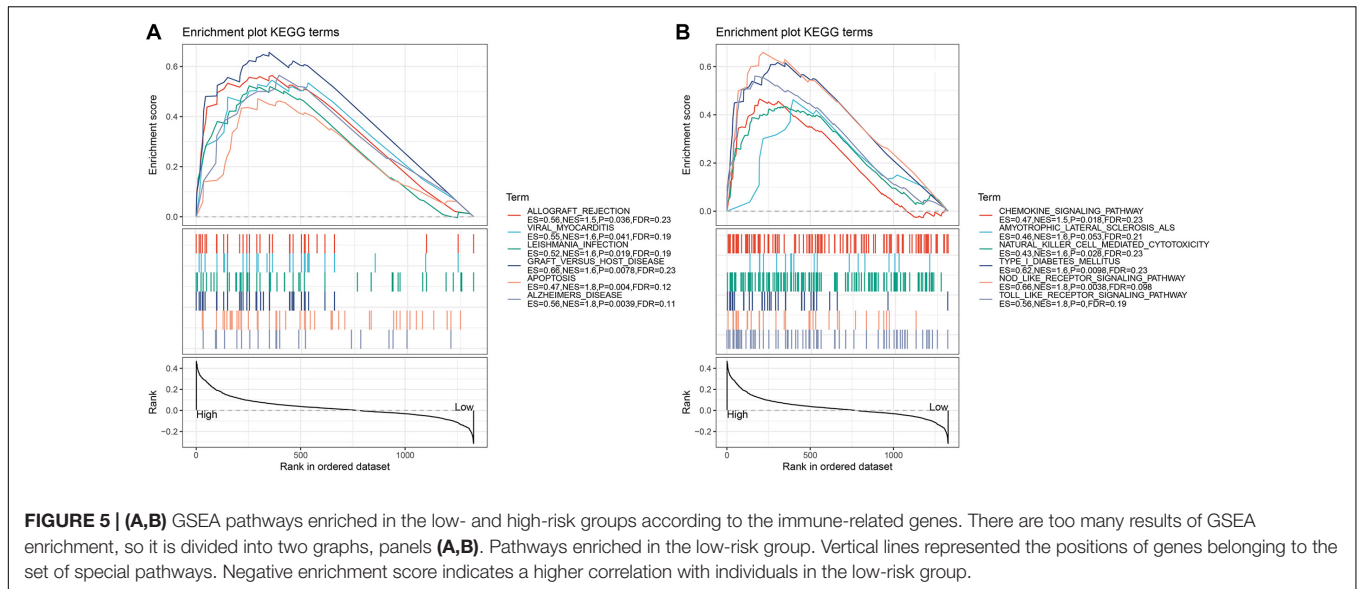 A
Enrichment plot KEGG terms
Enrichment score
0.6
0.4
0.2
0.0
Term
ALLOGRAFT_REJECTION
ES=0.56,NES=1.5,P=0.036,FDR=0.23
VIRAL_MYOCARDITIS
ES=0.55,NES=1.6,P=0.041,FDR=0.19
LEISHMANIA_INFECTION
ES=0.52,NES=1.6,P=0.019,FDR=0.19
GRAFT_VERSUS_HOST_DISEASE
ES=0.66,NES=1.6,P=0.0078,FDR=0.23
APOPTOSIS
ES=0.47,NES=1.8,P=0.004,FDR=0.12
ALZHEIMERS_DISEASE
ES=0.56,NES=1.8,P=0.0039,FDR=0.11
Rank
0.4
0.2
0.0
−0.2
High
Low
0
500
1000
Rank in ordered dataset
B
Enrichment plot KEGG terms
Enrichment score
0.6
0.4
0.2
0.0
Term
CHEMOKINE_SIGNALING_PATHWAY
ES=0.47,NES=1.5,P=0.018,FDR=0.23
AMYOTROPHIC_LATERAL_SCLEROSIS_ALS
ES=0.46,NES=1.6,P=0.053,FDR=0.21
NATURAL_KILLER_CELL_MEDIATED_CYTOTOXICITY
ES=0.43,NES=1.6,P=0.028,FDR=0.23
TYPE_I_DIABETES_MELLITUS
ES=0.62,NES=1.6,P=0.0098,FDR=0.23
NOD_LIKE_RECEPTOR_SIGNALING_PATHWAY
ES=0.66,NES=1.8,P=0.0038,FDR=0.098
TOLL_LIKE_RECEPTOR_SIGNALING_PATHWAY
ES=0.56,NES=1.8,P=0,FDR=0.19
Rank
0.4
0.2
0.0
−0.2
High
Low
0
500
1000
Rank in ordered dataset
FIGURE 5 | (A,B) GSEA pathways enriched in the low- and high-risk groups according to the immune-related genes. There are too many results of GSEA
enrichment, so it is divided into two graphs, panels (A,B). Pathways enriched in the low-risk group. Vertical lines represented the positions of genes belonging to the
set of special pathways. Negative enrichment score indicates a higher correlation with individuals in the low-risk group.